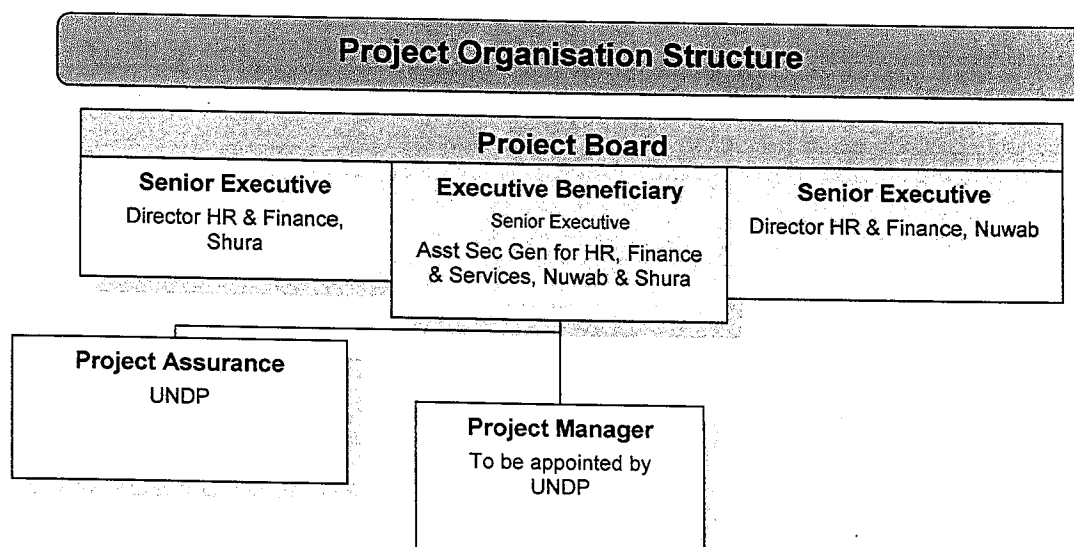 Project Organisation Structure
Project Board
Senior Executive
Director HR & Finance,
Shura
Executive Beneficiary
Senior Executive
Asst Sec Gen for HR, Finance
& Services, Nuwab & Shura
Senior Executive
Director HR & Finance, Nuwab
Project Assurance
UNDP
Project Manager
To be appointed by
UNDP